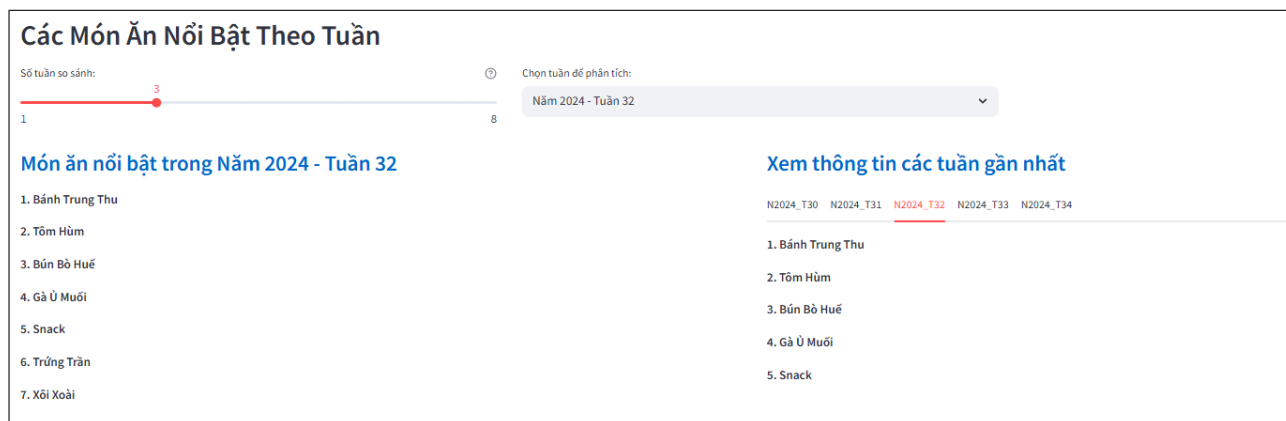 Các Món Ăn Nổi Bật Theo Tuần
Số tuần so sánh:
3
1 8
Chọn tuần để phân tích:
Năm 2024 - Tuần 32
Món ăn nổi bật trong Năm 2024 - Tuần 32
1. Bánh Trung Thu
2. Tôm Hùm
3. Bún Bò Huế
4. Gà Ủ Muối
5. Snack
6. Trứng Trần
7. Xôi Xoài
Xem thông tin các tuần gần nhất
N2024_T30 N2024_T31 N2024_T32 N2024_T33 N2024_T34
1. Bánh Trung Thu
2. Tôm Hùm
3. Bún Bò Huế
4. Gà Ủ Muối
5. Snack